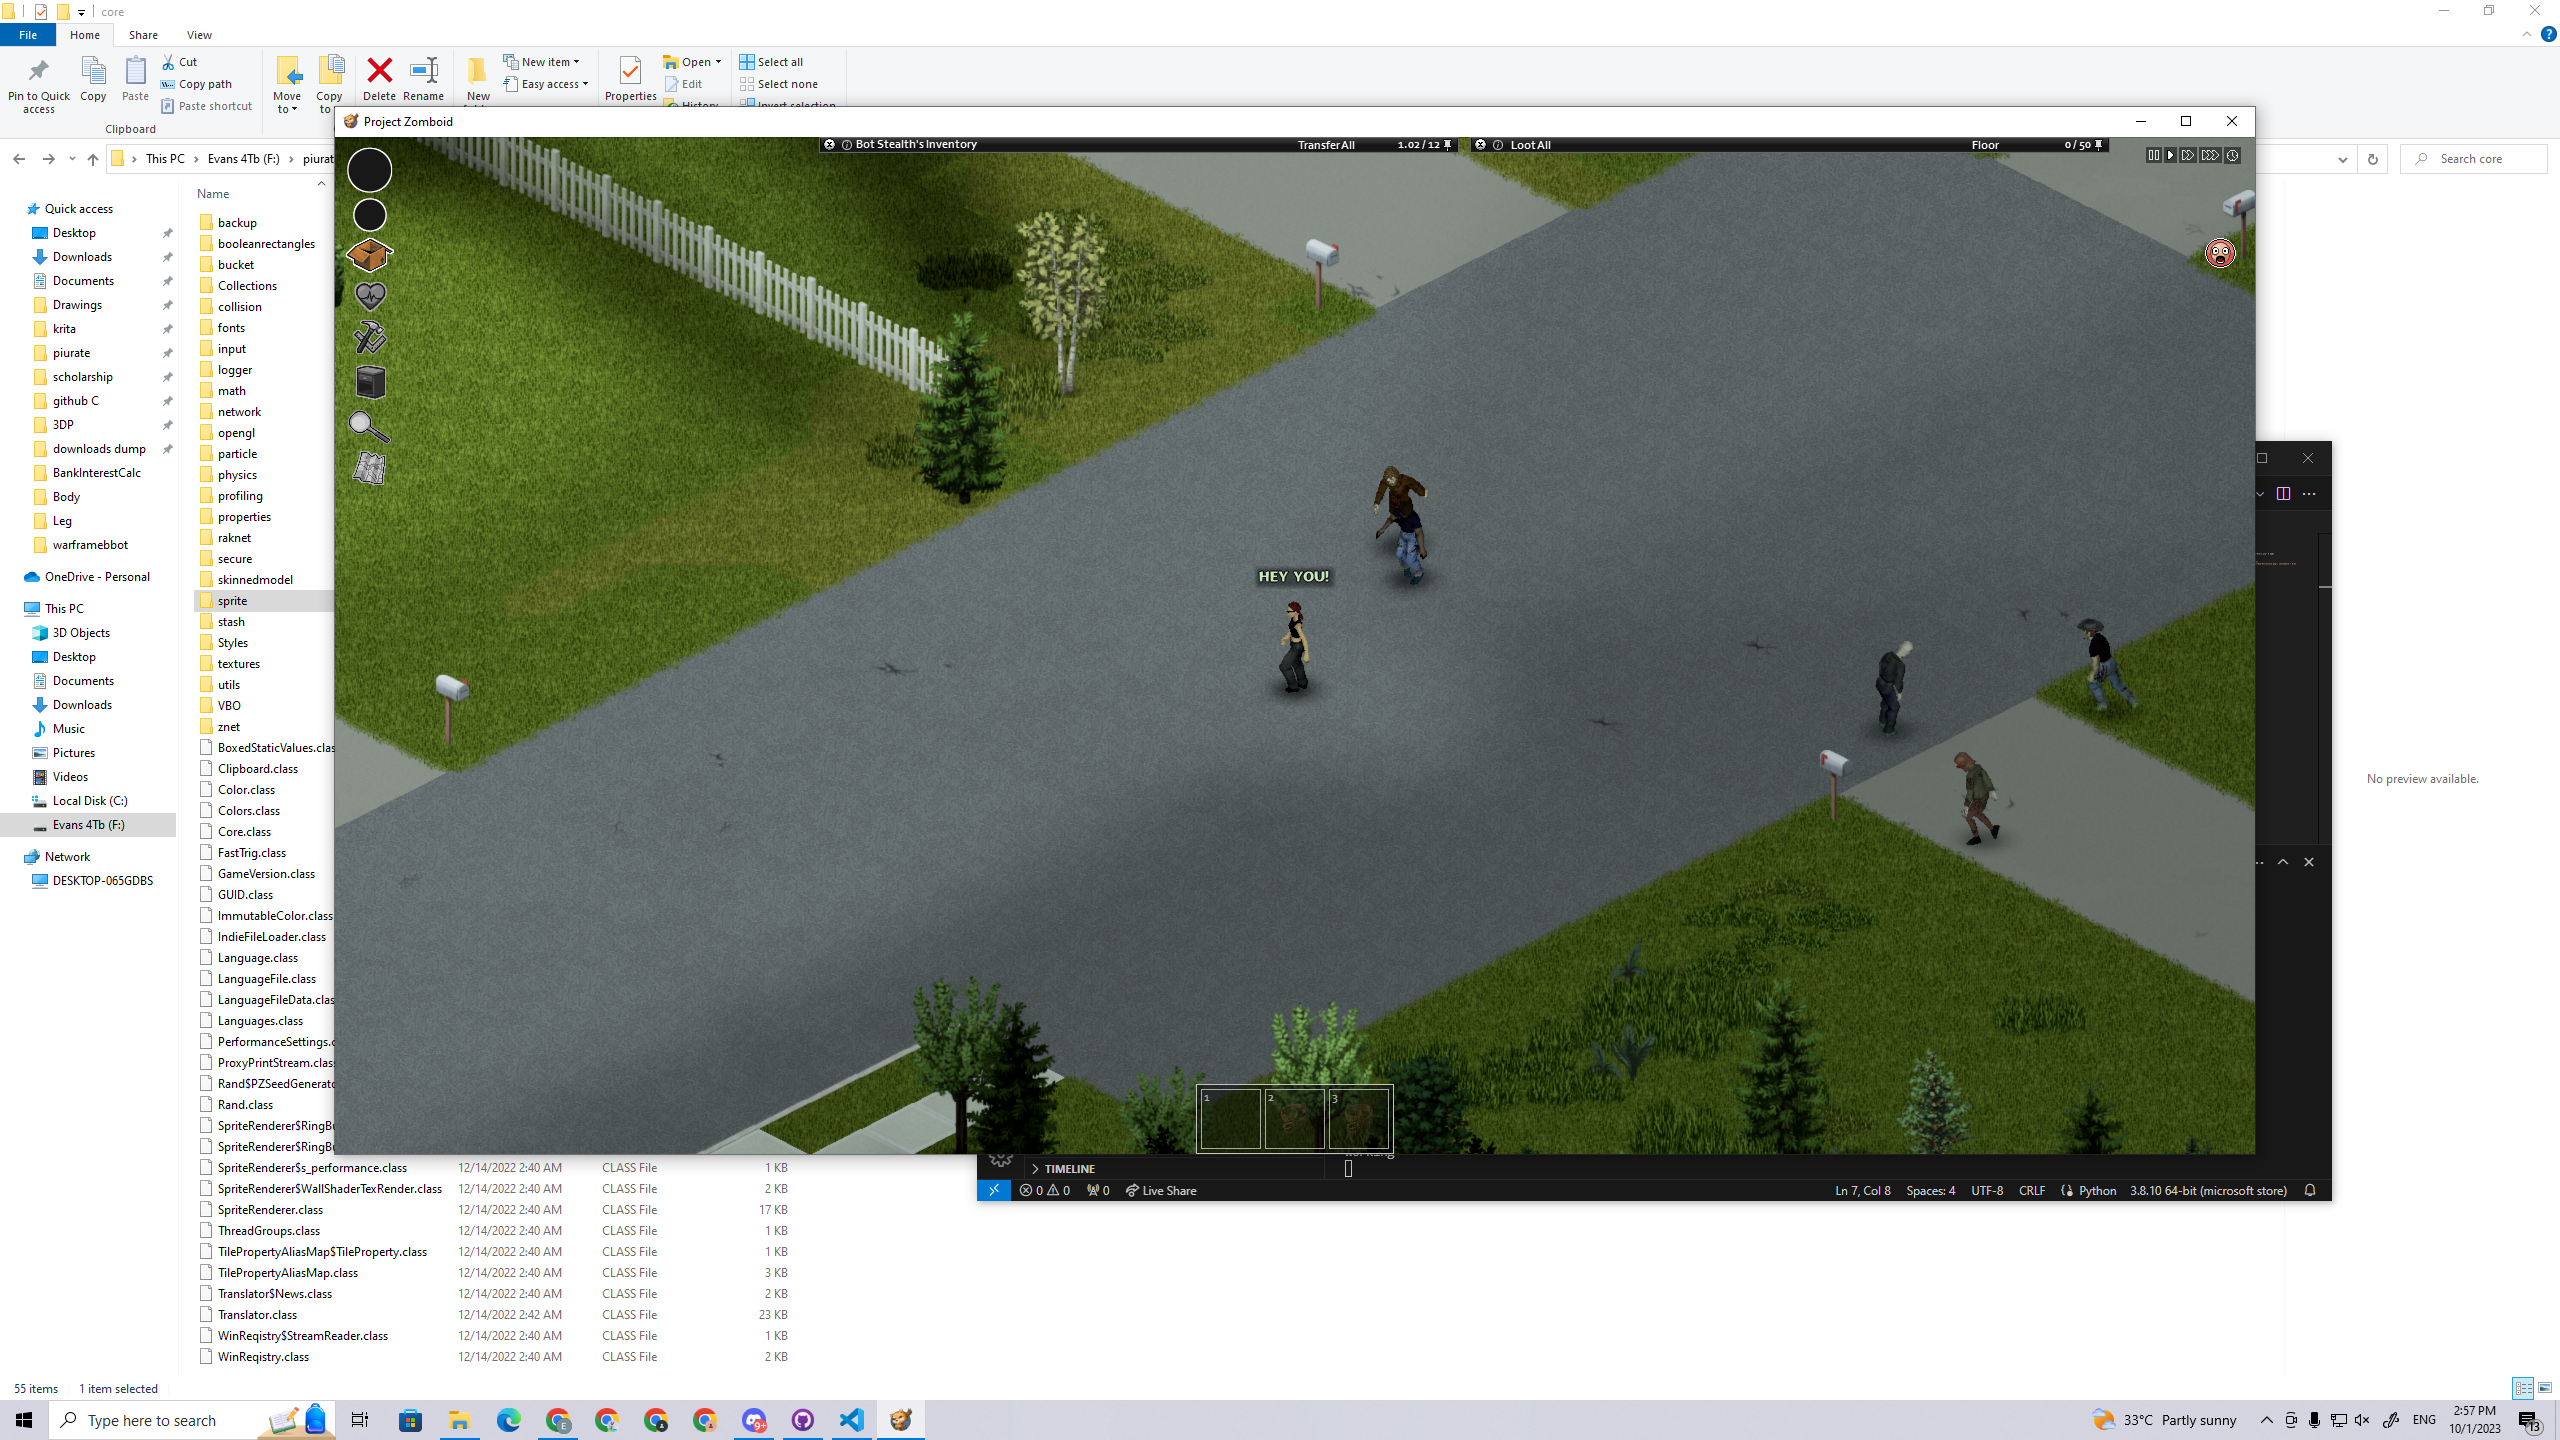 core
File Home Share View
Pin to Quick access
Copy
Paste
Cut
Copy path
Paste shortcut
Clipboard
Move to
Copy to
Delete
Rename
New
New item
Easy access
Properties
Open
Edit
History
Select all
Select none
Invert selection
This PC Evans 4Tb (F:) piurat
Search core
Quick access
Desktop
Downloads
Documents
Drawings
krita
piurate
scholarship
github C
3DP
downloads dump
BankInterestCalc
Body
Leg
warframebbot
OneDrive - Personal
This PC
3D Objects
Desktop
Documents
Downloads
Music
Pictures
Videos
Local Disk (C:)
Evans 4Tb (F:)
Network
DESKTOP-065GDBS
Name
backup
booleanrectangles
bucket
Collections
collision
fonts
input
logger
math
network
opengl
particle
physics
profiling
properties
raknet
secure
skinnedmodel
sprite
stash
Styles
textures
utils
VBO
znet
BoxedStaticValues.clas
Clipboard.class
Color.class
Colors.class
Core.class
FastTrig.class
GameVersion.class
GUID.class
ImmutableColor.class
IndieFileLoader.class
Language.class
LanguageFile.class
LanguageFileData.clas
Languages.class
PerformanceSettings.c
ProxyPrintStream.class
Rand$PZSeedGenerato
Rand.class
SpriteRenderer$RingBu
SpriteRenderer$RingBu
SpriteRenderer$s_performance.class 12/14/2022 2:40 AM CLASS File 1 KB
SpriteRenderer$WallShaderTexRender.class 12/14/2022 2:40 AM CLASS File 2 KB
SpriteRenderer.class 12/14/2022 2:40 AM CLASS File 17 KB
ThreadGroups.class 12/14/2022 2:40 AM CLASS File 1 KB
TilePropertyAliasMap$TileProperty.class 12/14/2022 2:40 AM CLASS File 1 KB
TilePropertyAliasMap.class 12/14/2022 2:40 AM CLASS File 3 KB
Translator$News.class 12/14/2022 2:40 AM CLASS File 2 KB
Translator.class 12/14/2022 2:42 AM CLASS File 23 KB
WinReqistry$StreamReader.class 12/14/2022 2:40 AM CLASS File 1 KB
WinReqistry.class 12/14/2022 2:40 AM CLASS File 2 KB
Project Zomboid
Bot Stealth's Inventory Transfer All 1.02 / 12
Loot All Floor 0 / 50
HEY YOU!
1 2 3
No preview available.
TIMELINE
0 0 0 Live Share
Ln 7, Col 8 Spaces: 4 UTF-8 CRLF Python 3.8.10 64-bit (microsoft store)
55 items 1 item selected
Type here to search
E
9+
33°C Partly sunny
ENG
2:57 PM
10/1/2023
13